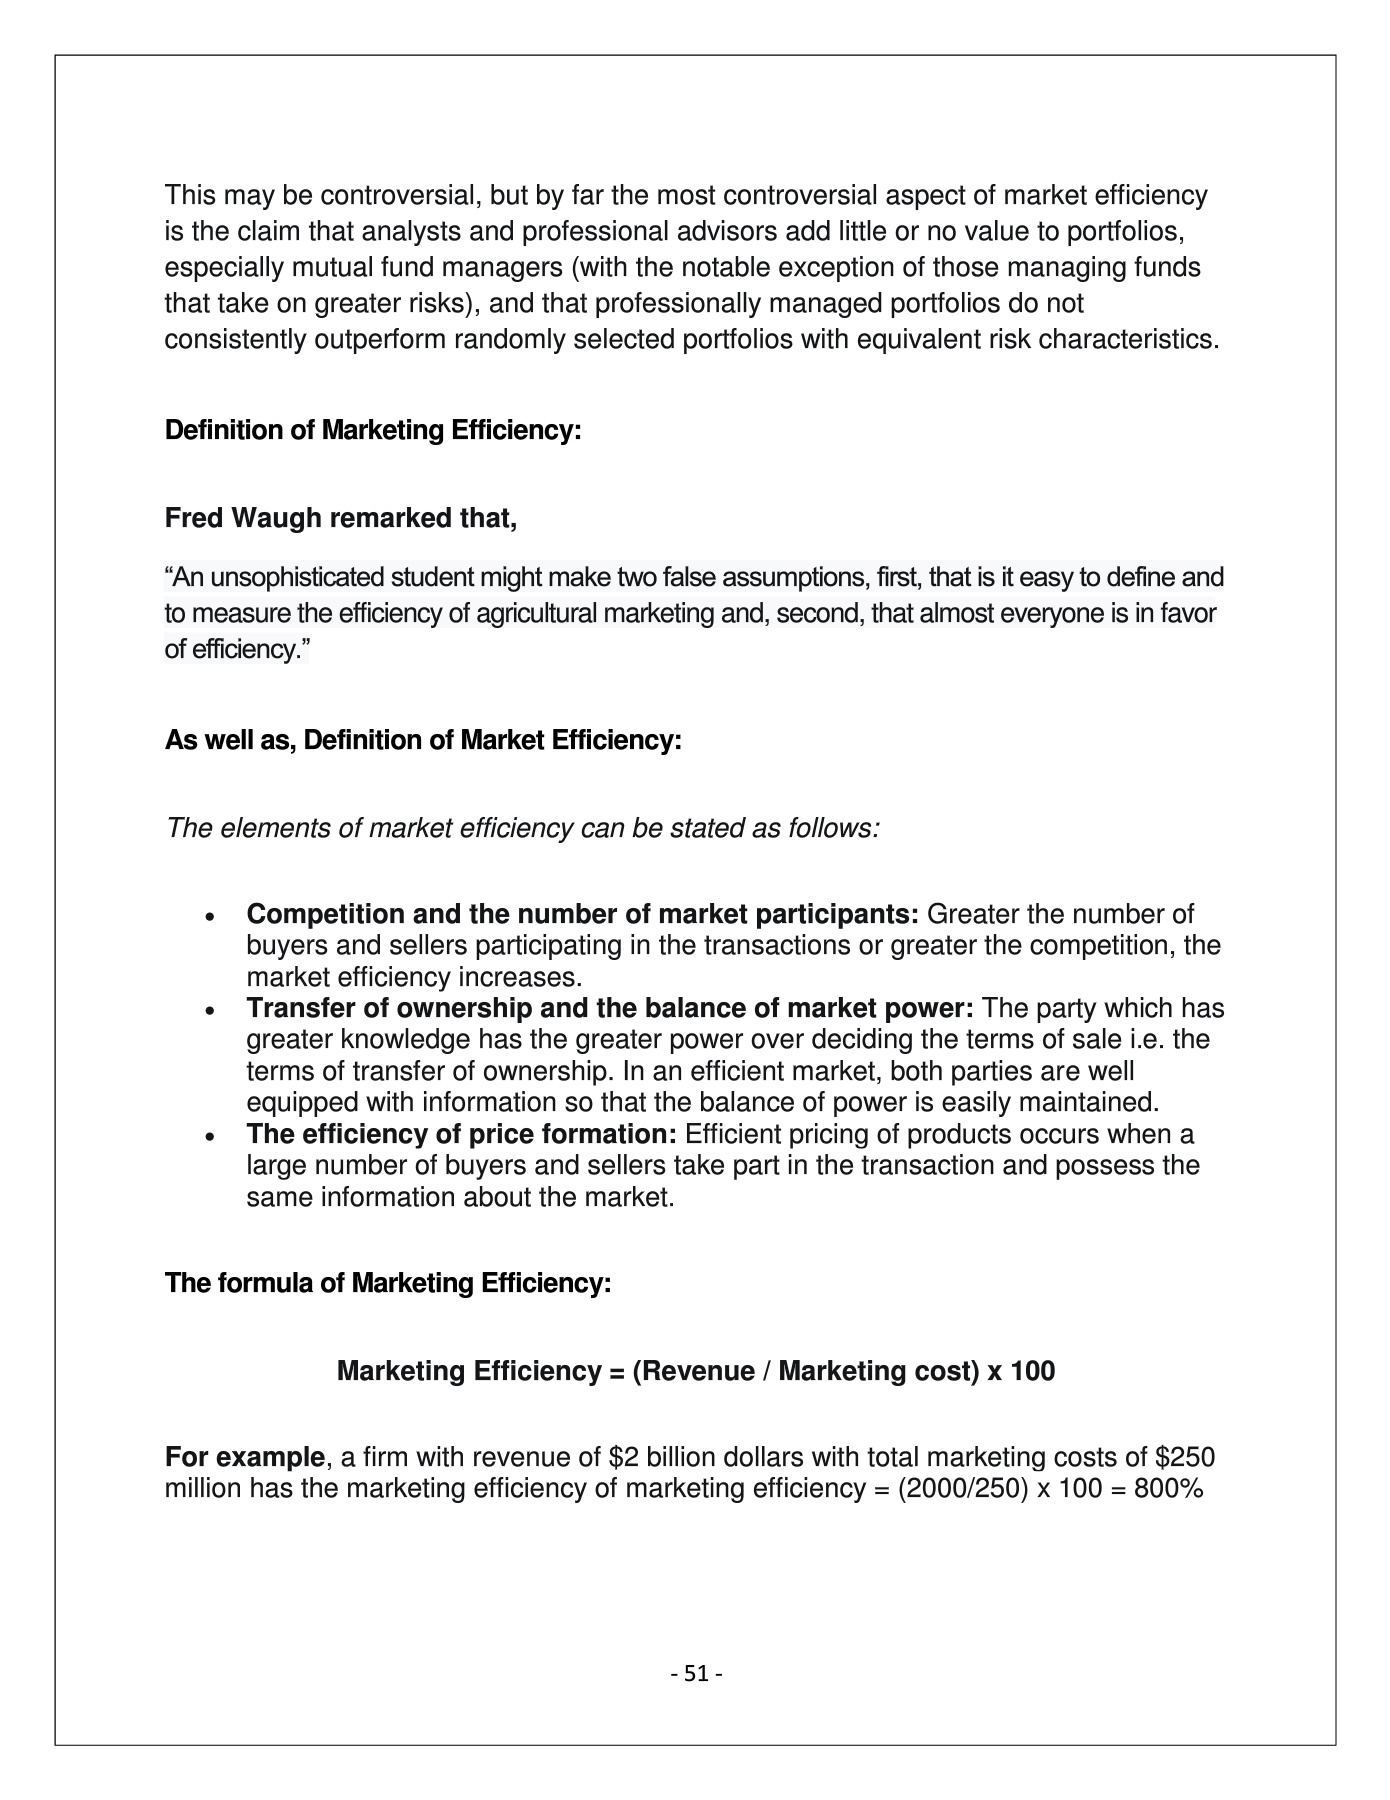 This may be controversial, but by far the most controversial aspect of market efficiency
is the claim that analysts and professional advisors add little or no value to portfolios,
especially mutual fund managers (with the notable exception of those managing funds
that take on greater risks), and that professionally managed portfolios do not
consistently outperform randomly selected portfolios with equivalent risk characteristics.
Definition of Marketing Efficiency:
Fred Waugh remarked that,
“An unsophisticated student might make two false assumptions, first, that is it easy to define and
to measure the efficiency of agricultural marketing and, second, that almost everyone is in favor
of efficiency.”
As well as, Definition of Market Efficiency:
The elements of market efficiency can be stated as follows:
• Competition and the number of market participants: Greater the number of
buyers and sellers participating in the transactions or greater the competition, the
market efficiency increases.
• Transfer of ownership and the balance of market power: The party which has
greater knowledge has the greater power over deciding the terms of sale i.e. the
terms of transfer of ownership. In an efficient market, both parties are well
equipped with information so that the balance of power is easily maintained.
• The efficiency of price formation: Efficient pricing of products occurs when a
large number of buyers and sellers take part in the transaction and possess the
same information about the market.
The formula of Marketing Efficiency:
Marketing Efficiency = (Revenue / Marketing cost) x 100
For example, a firm with revenue of $2 billion dollars with total marketing costs of $250
million has the marketing efficiency of marketing efficiency = (2000/250) x 100 = 800%
- 51 -